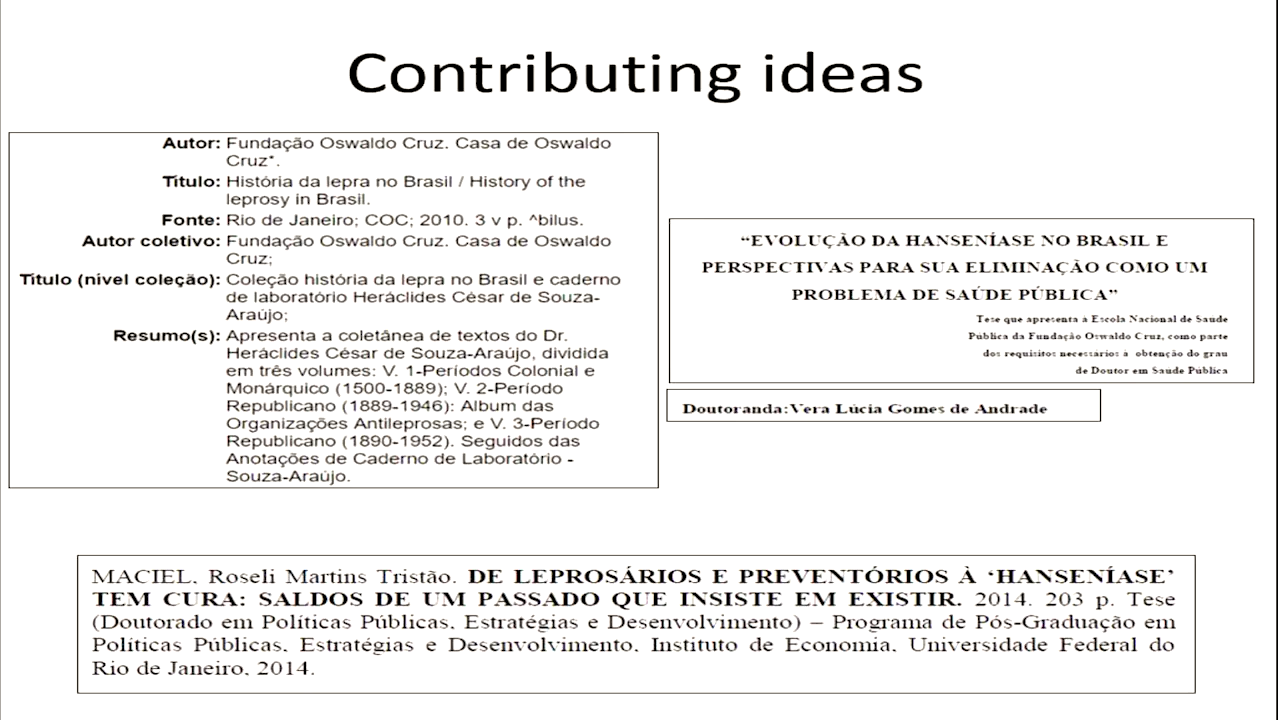 Contributing ideas
Autor: Fundação Oswaldo Cruz. Casa de Oswaldo
Cruz*.
Título: História da lepra no Brasil / History of the
leprosy in Brasil.
Fonte: Rio de Janeiro; COC; 2010. 3 v p. ^bilus.
Autor coletivo: Fundação Oswaldo Cruz. Casa de Oswaldo
Cruz;
Título (nível coleção): Coleção história da lepra no Brasil e caderno
de laboratório Heráclides César de Souza-
Araújo;
Resumo(s): Apresenta a coletânea de textos do Dr.
Heráclides César de Souza-Araújo, dividida
em três volumes: V. 1-Períodos Colonial e
Monárquico (1500-1889); V. 2-Período
Republicano (1889-1946): Album das
Organizações Antileprosas; e V. 3-Período
Republicano (1890-1952). Seguidos das
Anotações de Caderno de Laboratório -
Souza-Araújo.
“EVOLUÇÃO DA HANSENÍASE NO BRASIL E
PERSPECTIVAS PARA SUA ELIMINAÇÃO COMO UM
PROBLEMA DE SAÚDE PÚBLICA”
Tese que apresenta à Escola Nacional de Saúde
Pública da Fundação Oswaldo Cruz, como parte
dos requisitos necessários à obtenção do grau
de Doutor em Saúde Pública
Doutoranda:Vera Lúcia Gomes de Andrade
MACIEL, Roseli Martins Tristão. DE LEPROSÁRIOS E PREVENTÓRIOS À ‘HANSENÍASE’
TEM CURA: SALDOS DE UM PASSADO QUE INSISTE EM EXISTIR. 2014. 203 p. Tese
(Doutorado em Políticas Públicas, Estratégias e Desenvolvimento) – Programa de Pós-Graduação em
Políticas Públicas, Estratégias e Desenvolvimento, Instituto de Economia, Universidade Federal do
Rio de Janeiro, 2014.